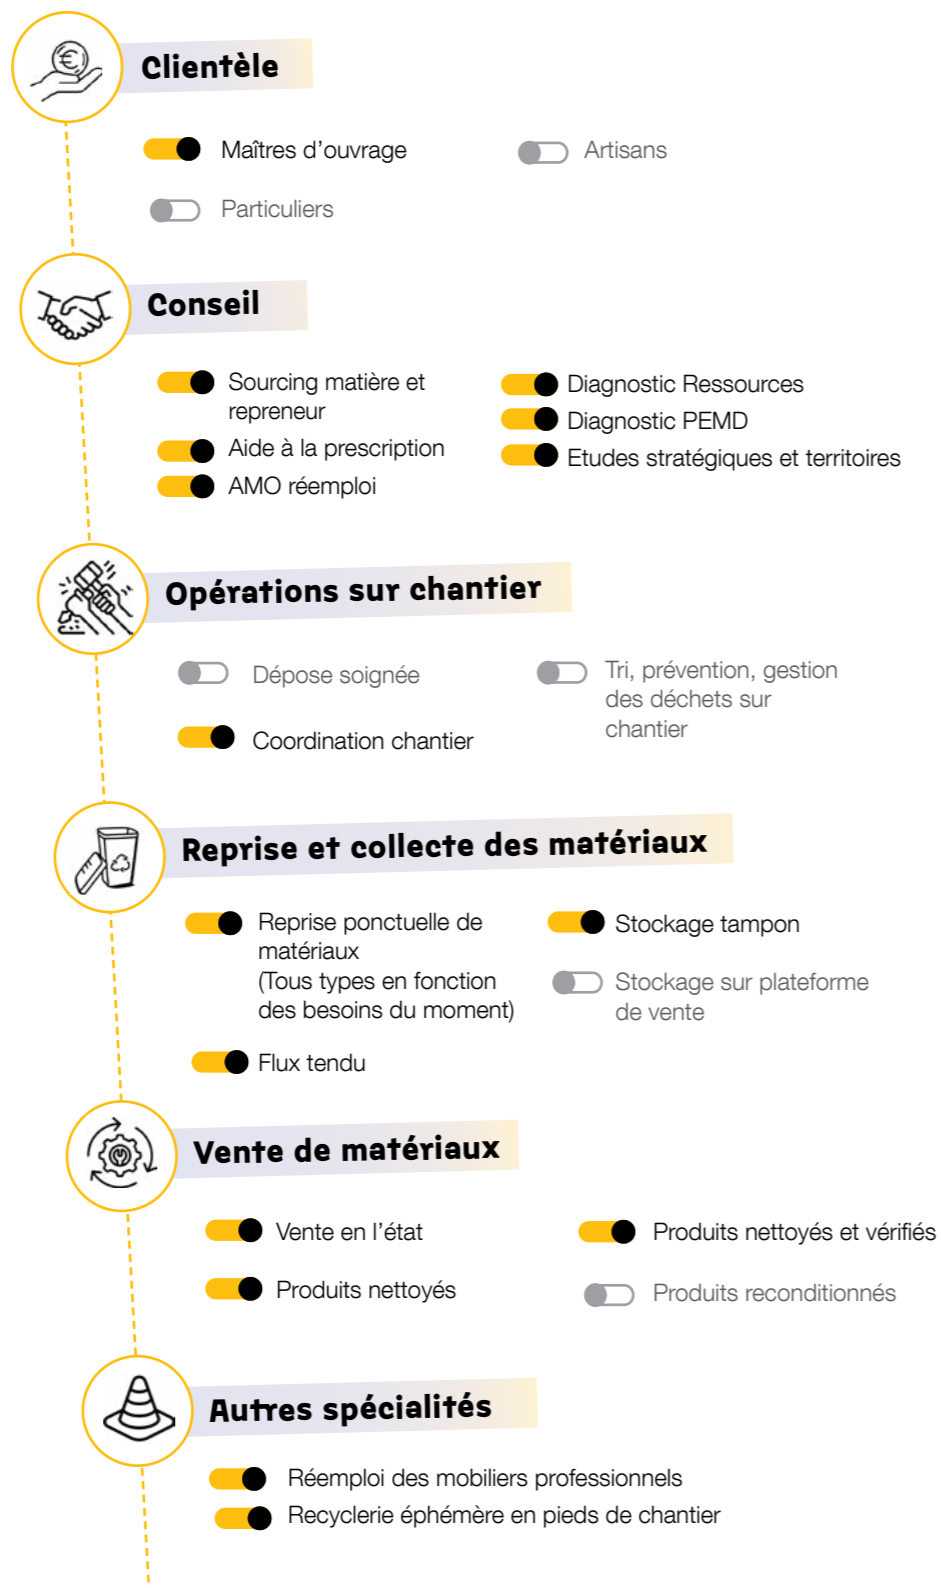 Clientèle
Maîtres d'ouvrage
Artisans
Particuliers
Conseil
Sourcing matière et
repreneur
Aide à la prescription
AMO réemploi
Diagnostic Ressources
Diagnostic PEMD
Etudes stratégiques et territoires
Opérations sur chantier
Dépose soignée
Tri, prévention, gestion
des déchets sur
chantier
Coordination chantier
Reprise et collecte des matériaux
Reprise ponctuelle de
matériaux
(Tous types en fonction
des besoins du moment)
Stockage tampon
Stockage sur plateforme
de vente
Flux tendu
Vente de matériaux
Vente en l'état
Produits nettoyés et vérifiés
Produits nettoyés
Produits reconditionnés
Autres spécialités
Réemploi des mobiliers professionnels
Recyclerie éphémère en pieds de chantier